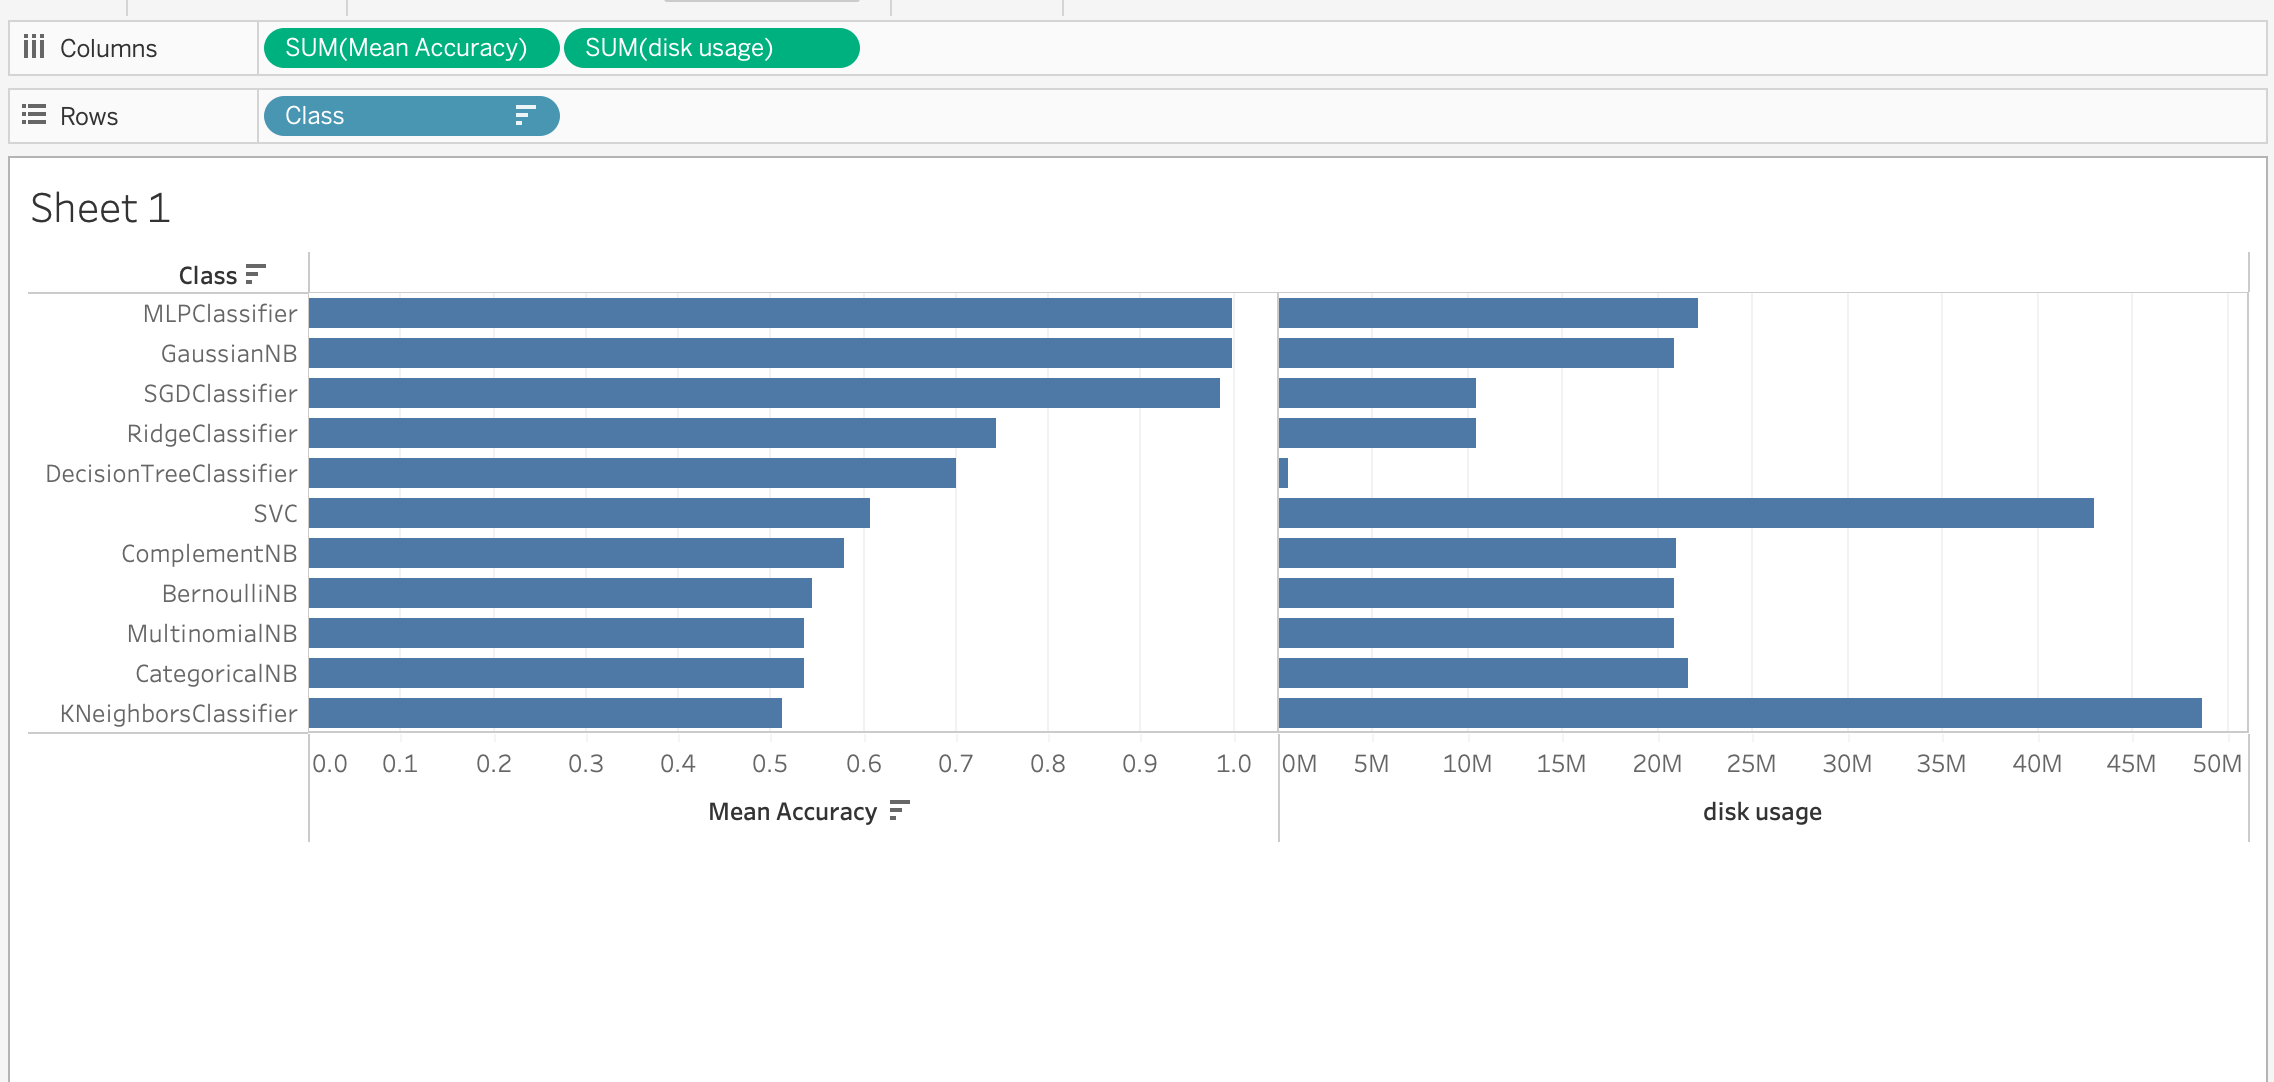 Columns SUM(Mean Accuracy) SUM(disk usage)
Rows Class
Sheet 1
Class
MLPClassifier
GaussianNB
SGDClassifier
RidgeClassifier
DecisionTreeClassifier
SVC
ComplementNB
BernoulliNB
MultinomialNB
CategoricalNB
KNeighborsClassifier
0.0 0.1 0.2 0.3 0.4 0.5 0.6 0.7 0.8 0.9 1.0 0M 5M 10M 15M 20M 25M 30M 35M 40M 45M 50M
Mean Accuracy disk usage